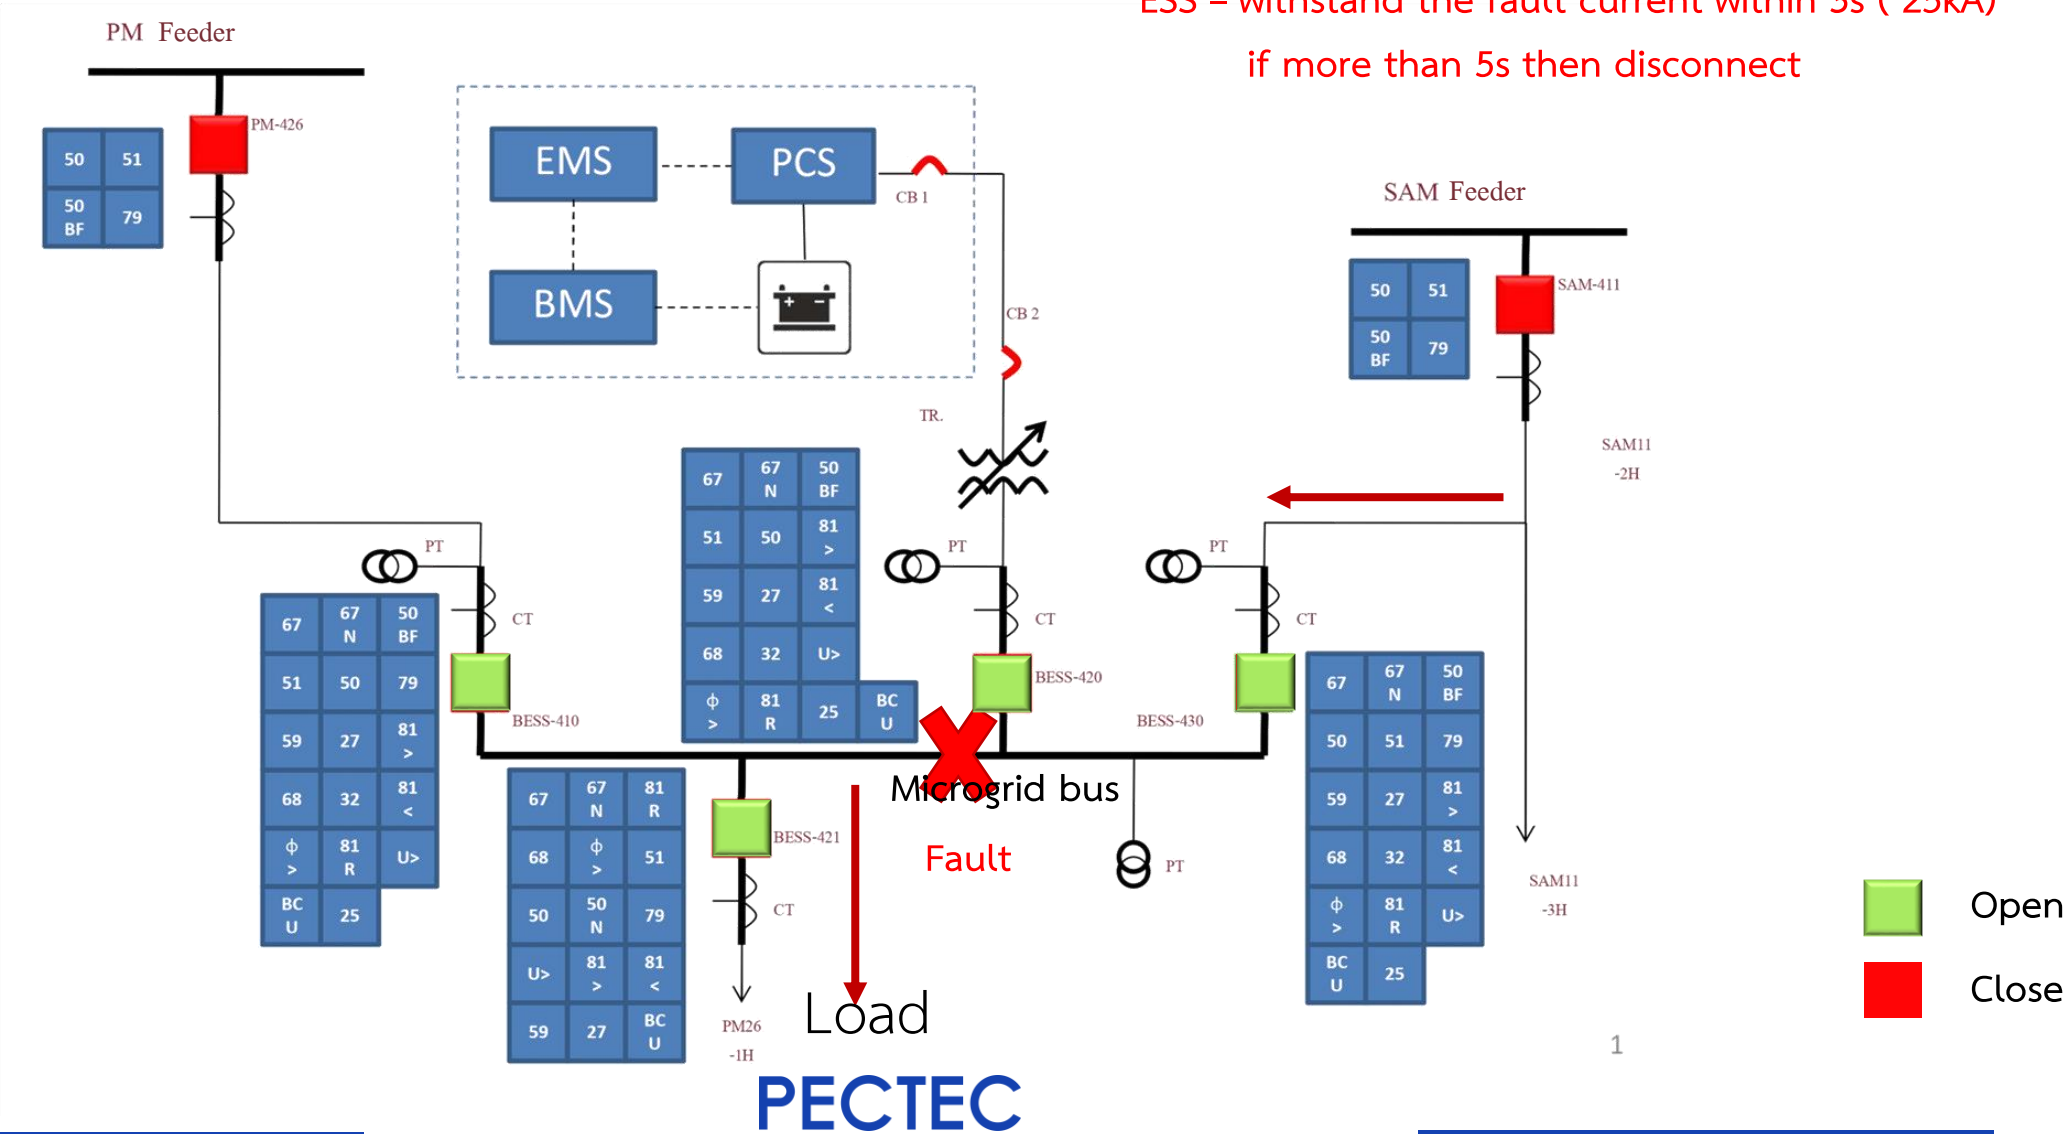 ESS – withstand the fault current within 5s ( 25kA)
if more than 5s then disconnect
PM Feeder
PM-426
50 51
50 BF 79
EMS
PCS
BMS
+ −
CB 1
CB 2
TR.
SAM Feeder
SAM-411
50 51
50 BF 79
SAM11
-2H
PT
CT
BESS-410
67 67 N 50 BF
51 50 79
59 27 81 >
68 32 81 <
ϕ > 81 R U>
BC U 25
67 67 N 50 BF
51 50 81 >
59 27 81 <
68 32 U>
ϕ > 81 R 25 BC U
PT
CT
BESS-420
PT
CT
BESS-430
67 67 N 50 BF
50 51 79
59 27 81 >
68 32 81 <
ϕ > 81 R U>
BC U 25
Microgrid bus
Fault
67 67 N 81 R
68 ϕ > 51
50 50 N 79
U> 81 > 81 <
59 27 BC U
BESS-421
CT
PM26
-1H
Load
PT
SAM11
-3H
Open
Close
1
PECTEC